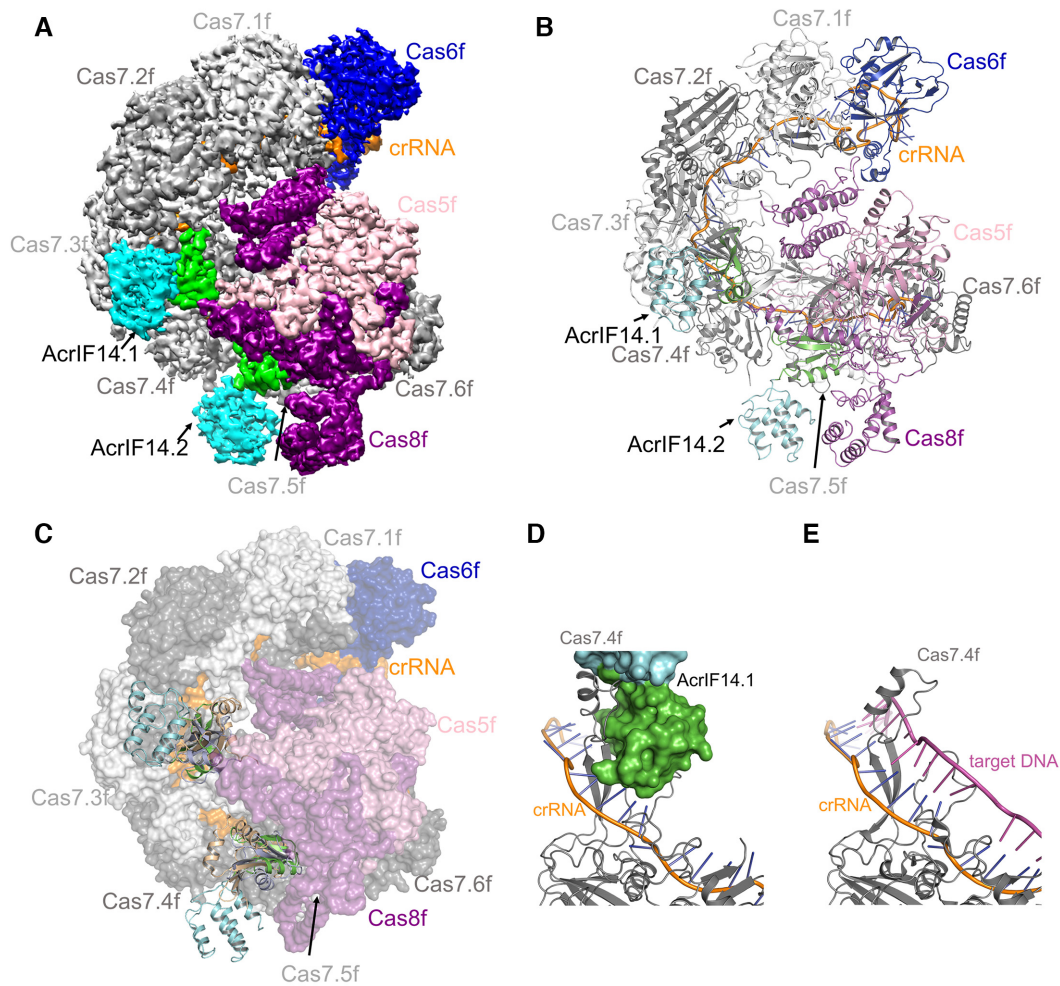 A
Cas7.1f
Cas6f
Cas7.2f
crRNA
Cas5f
Cas7.3f
AcrIF14.1
Cas7.4f
Cas7.6f
AcrIF14.2
Cas8f
Cas7.5f
B
Cas7.1f
Cas6f
Cas7.2f
crRNA
Cas7.3f
Cas5f
Cas7.6f
AcrIF14.1
Cas7.4f
AcrIF14.2
Cas8f
Cas7.5f
C
Cas7.1f
Cas7.2f
Cas6f
crRNA
Cas5f
Cas7.3f
Cas7.4f
Cas7.6f
Cas8f
Cas7.5f
D
Cas7.4f
AcrIF14.1
crRNA
E
Cas7.4f
target DNA
crRNA